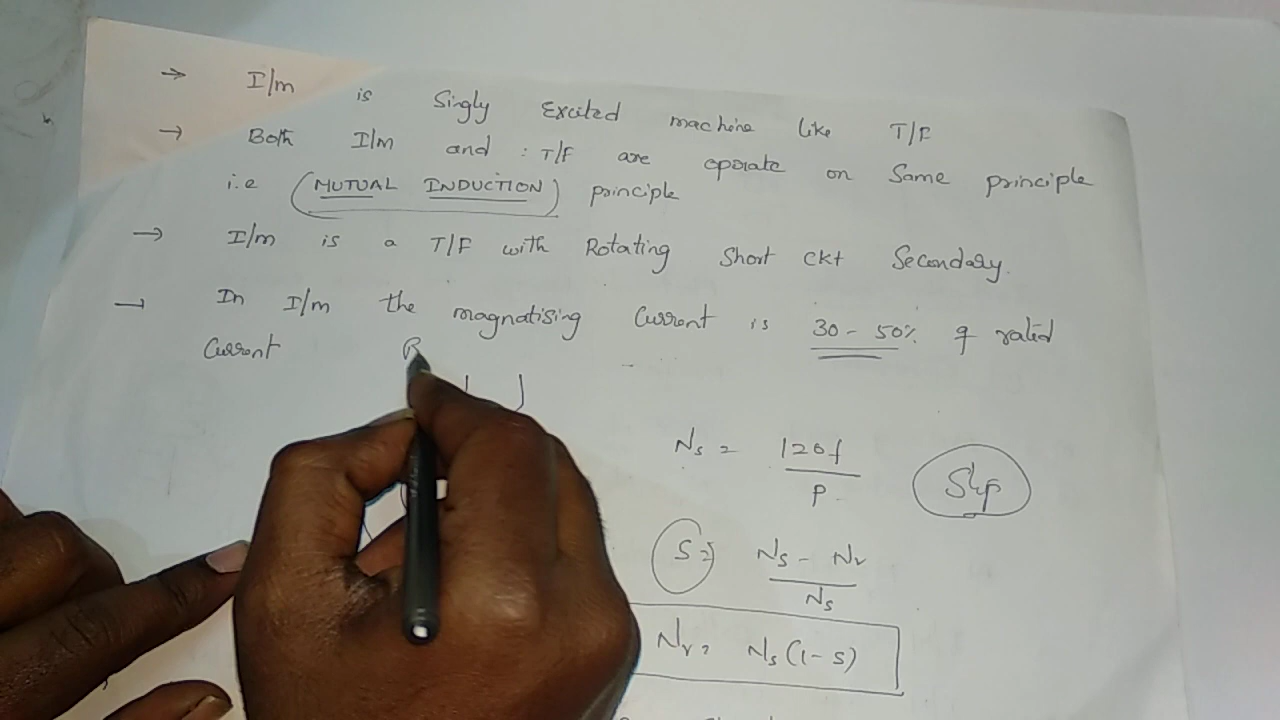 → I/m is Singly Excited machine like T/F
→ Both I/m and : T/F are operate on Same principle
i.e (MUTUAL INDUCTION) principle
→ I/m is a T/F with Rotating Short Ckt Secondary.
→ In I/m the magnatising Current is 30 - 50% of rated
Current
Ns = 120f / P
Slip
S = Ns - Nr / Ns
Nr = Ns (1 - s)